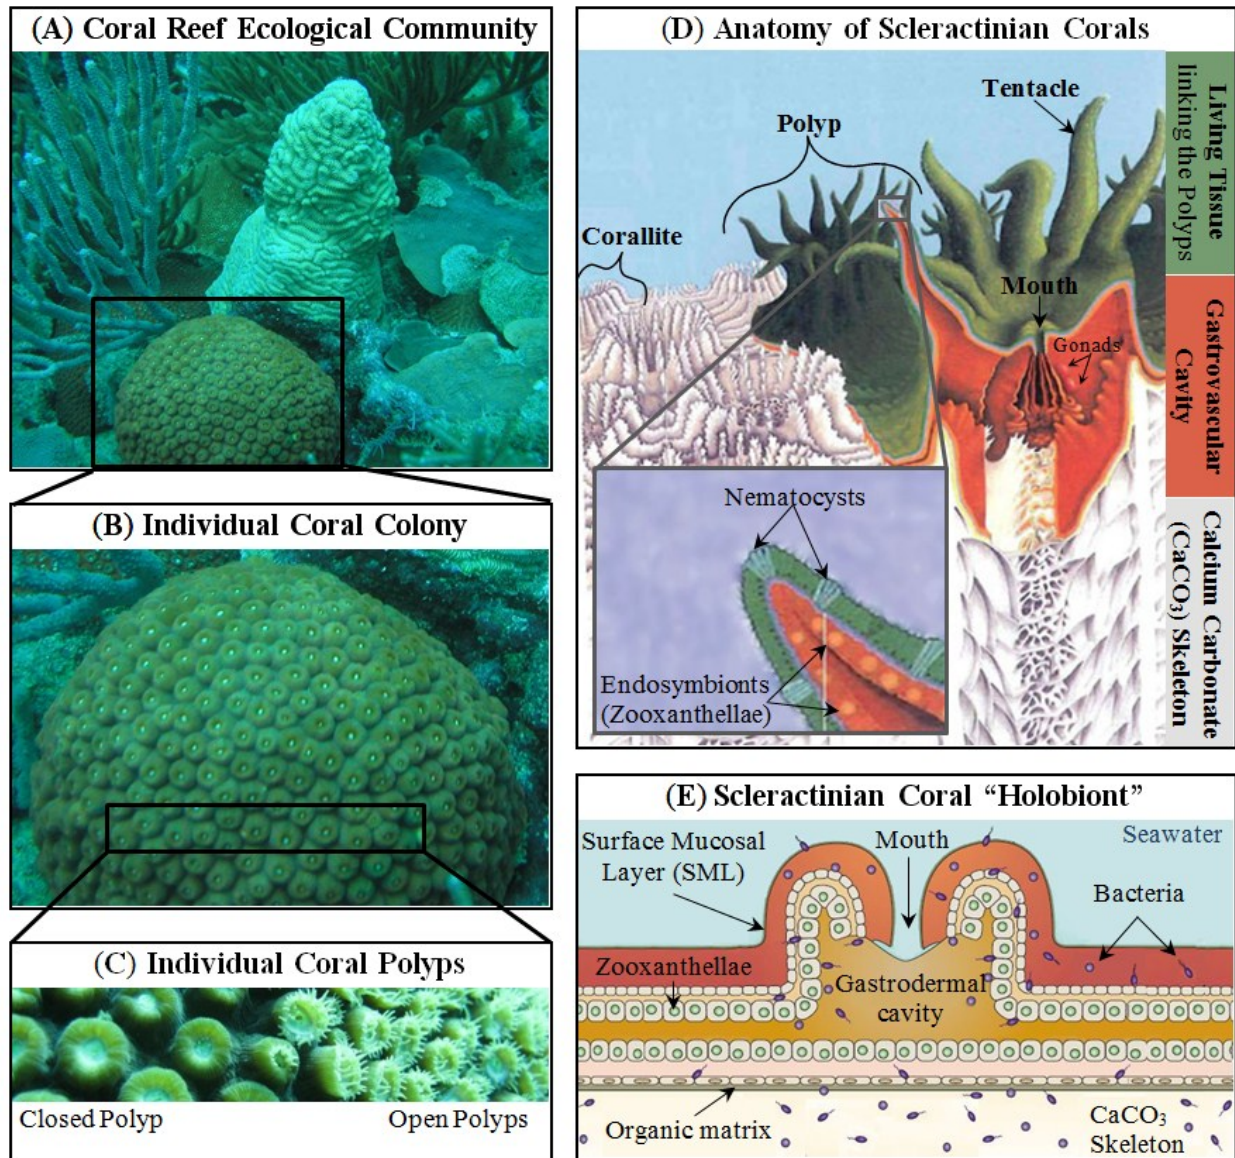 (A) Coral Reef Ecological Community
(B) Individual Coral Colony
(C) Individual Coral Polyps
Closed Polyp
Open Polyps
(D) Anatomy of Scleractinian Corals
Tentacle
Polyp
Corallite
Mouth
Gonads
Nematocysts
Endosymbionts
(Zooxanthellae)
Living Tissue
linking the Polyps
Gastrovascular
Cavity
Calcium Carbonate
(CaCO3) Skeleton
(E) Scleractinian Coral “Holobiont”
Surface Mucosal
Layer (SML)
Mouth
Seawater
Bacteria
Zooxanthellae
Gastrodermal
cavity
Organic matrix
CaCO3
Skeleton